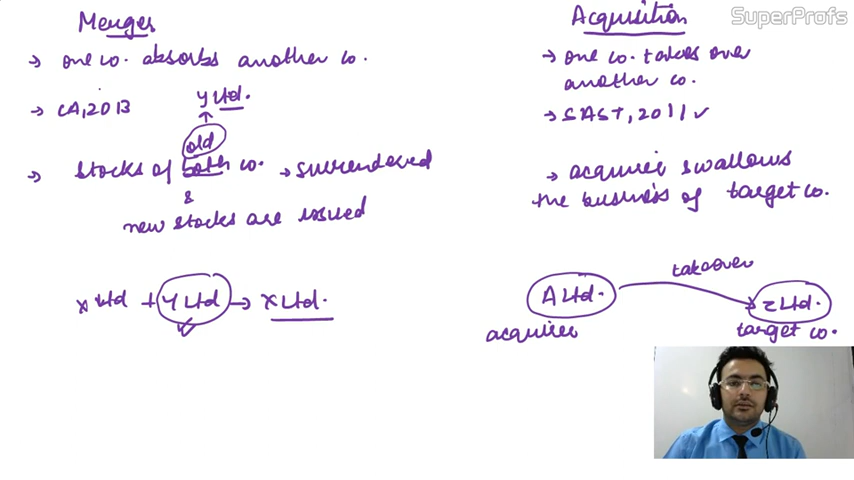 SuperProfs
Merges
→ one co. absorbs another co.
→ CA, 2013
Y Ltd.
old
→ stocks of both co. → surrendered
&
new stocks are issued
X Ltd + Y Ltd → X Ltd.
Acquisition
→ one co. takes over
another co.
→ SAST, 2011 ✓
→ acquirer swallows
the business of target co.
A Ltd.
takeover
Z Ltd.
acquirer
target co.